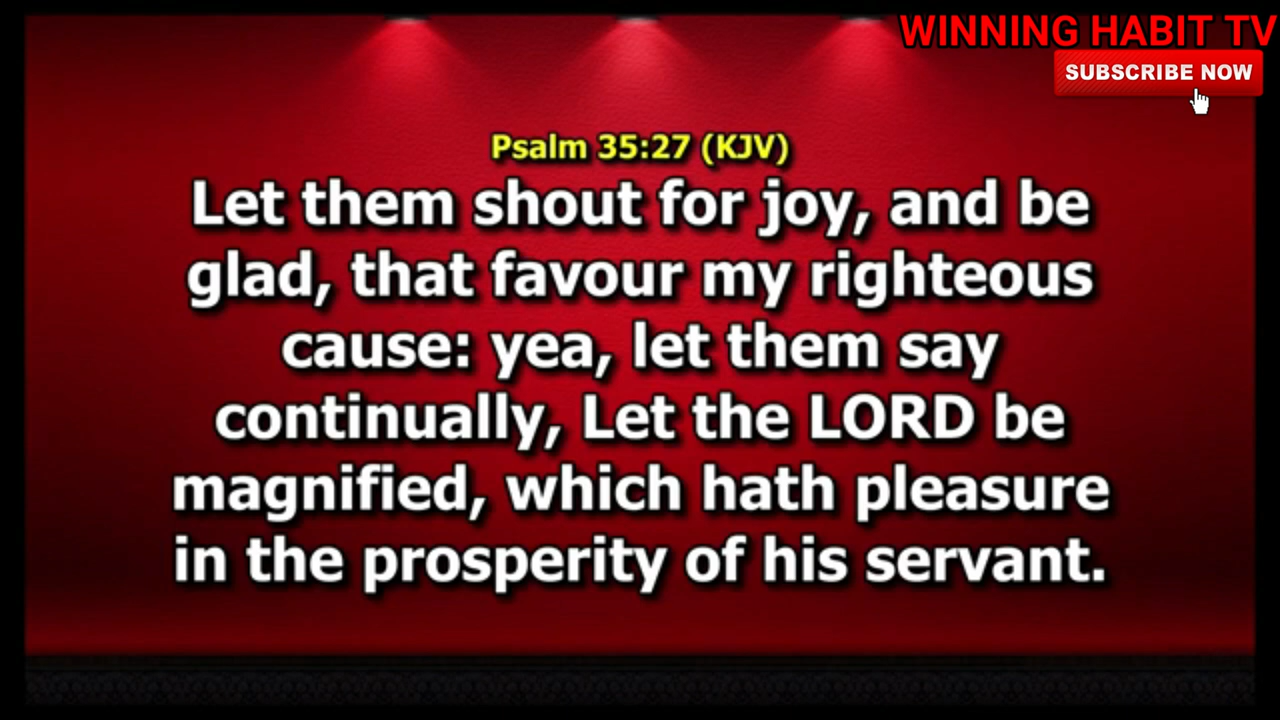 WINNING HABIT TV
SUBSCRIBE NOW
Psalm 35:27 (KJV)
Let them shout for joy, and be
glad, that favour my righteous
cause: yea, let them say
continually, Let the LORD be
magnified, which hath pleasure
in the prosperity of his servant.